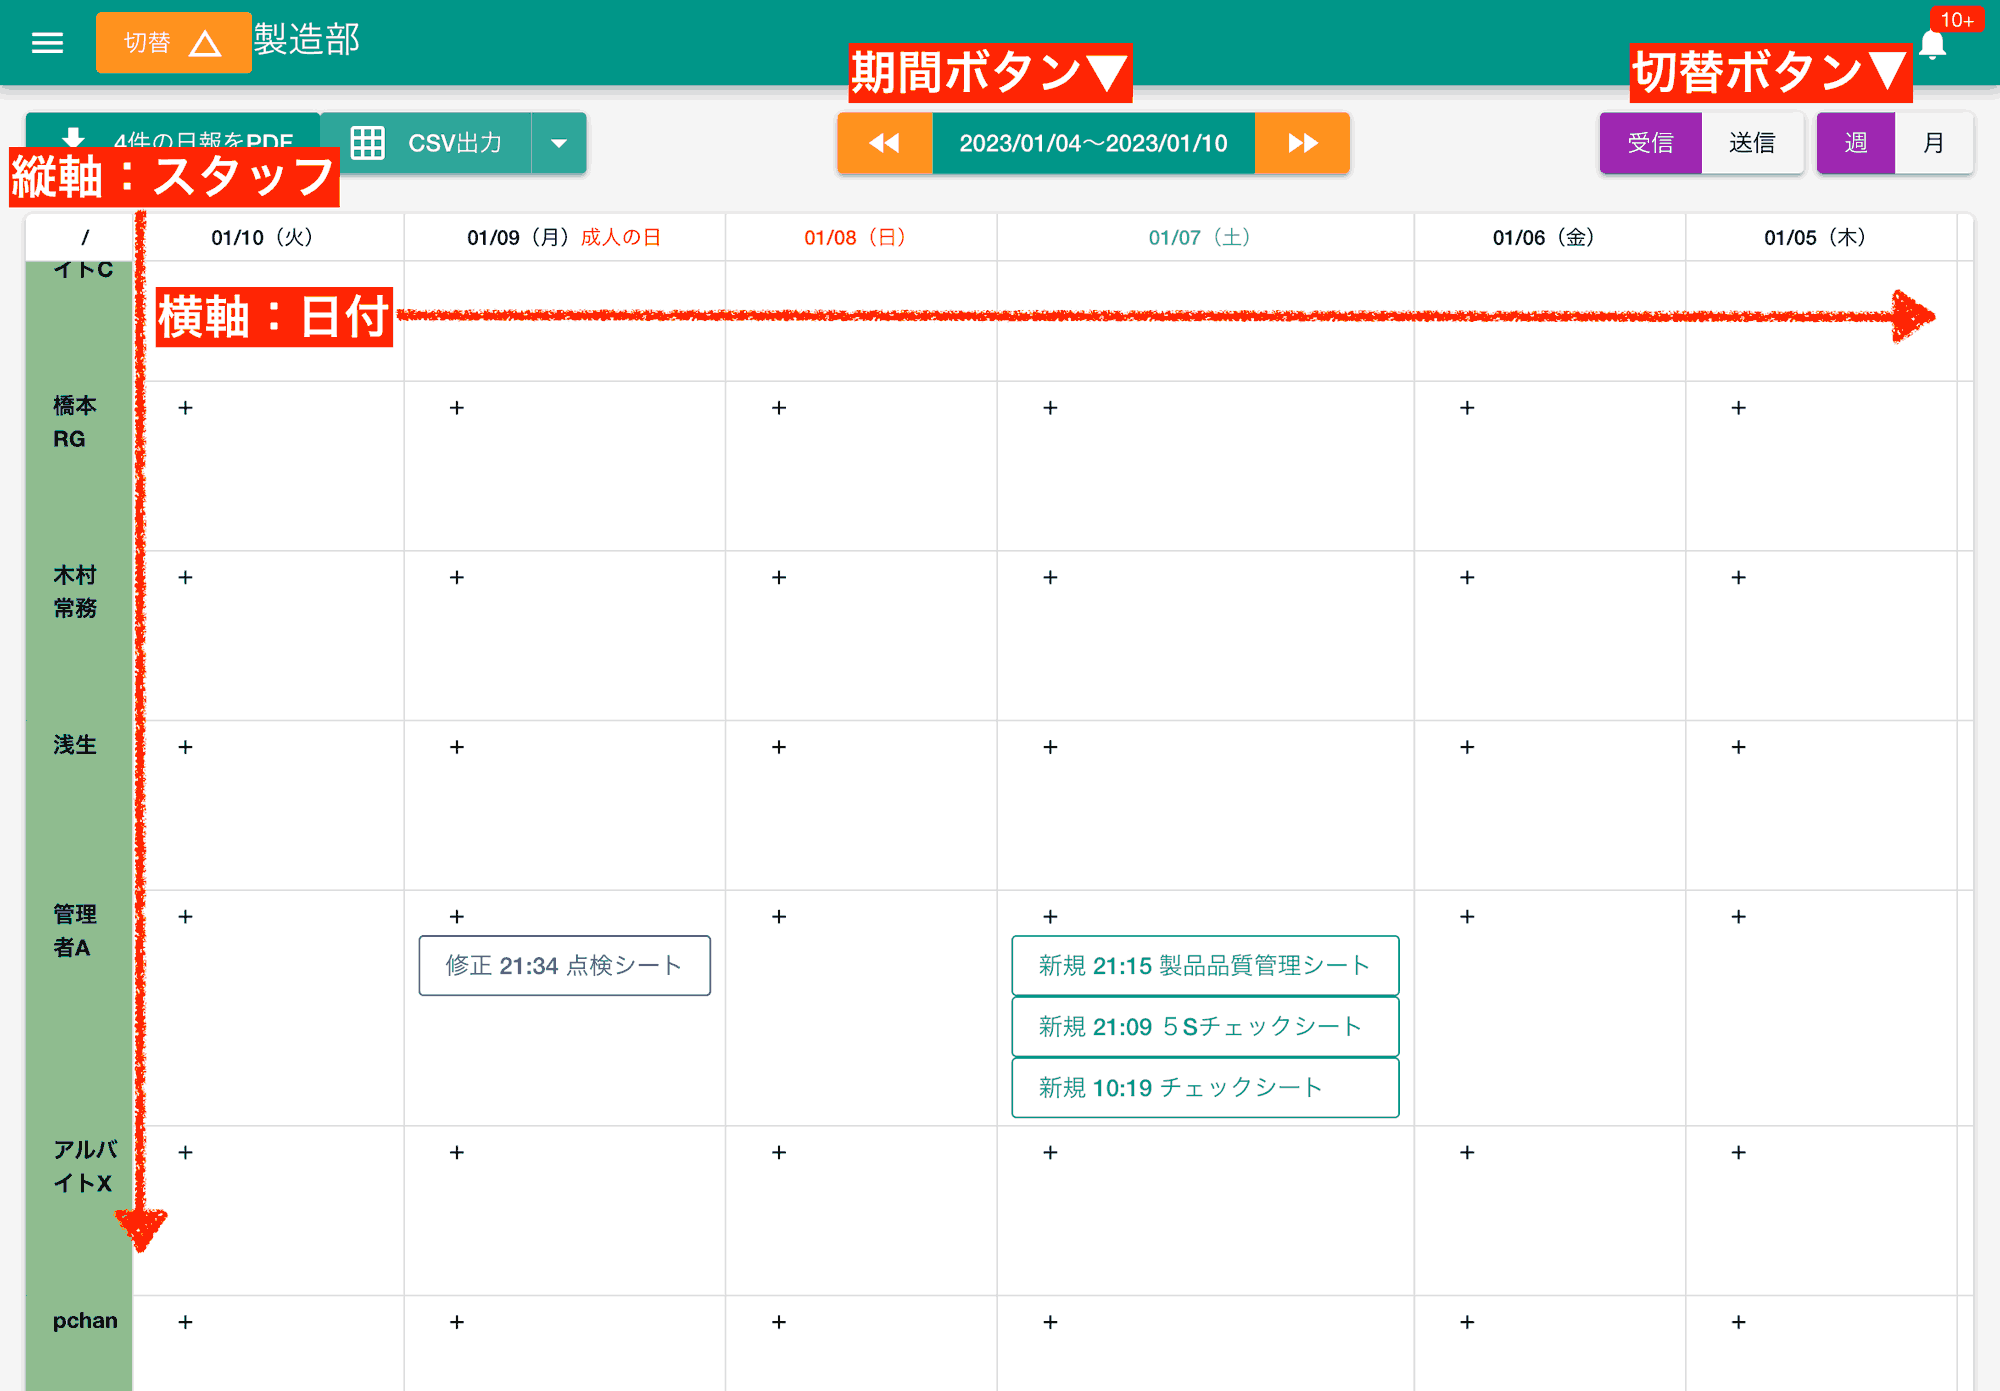 切替 製造部
10+
期間ボタン▼
切替ボタン▼
4件の日報をPDF
CSV出力
2023/01/04〜2023/01/10
受信 送信 週 月
縦軸：スタッフ
/ 01/10（火） 01/09（月）成人の日 01/08（日） 01/07（土） 01/06（金） 01/05（木）
イトC
横軸：日付
橋本
RG
+ + + + + +
木村
常務
+ + + + + +
浅生
+ + + + + +
管理
者A
+ + + + + +
修正 21:34 点検シート
新規 21:15 製品品質管理シート
新規 21:09 ５Sチェックシート
新規 10:19 チェックシート
アルバ
イトX
+ + + + + +
pchan
+ + + + + +